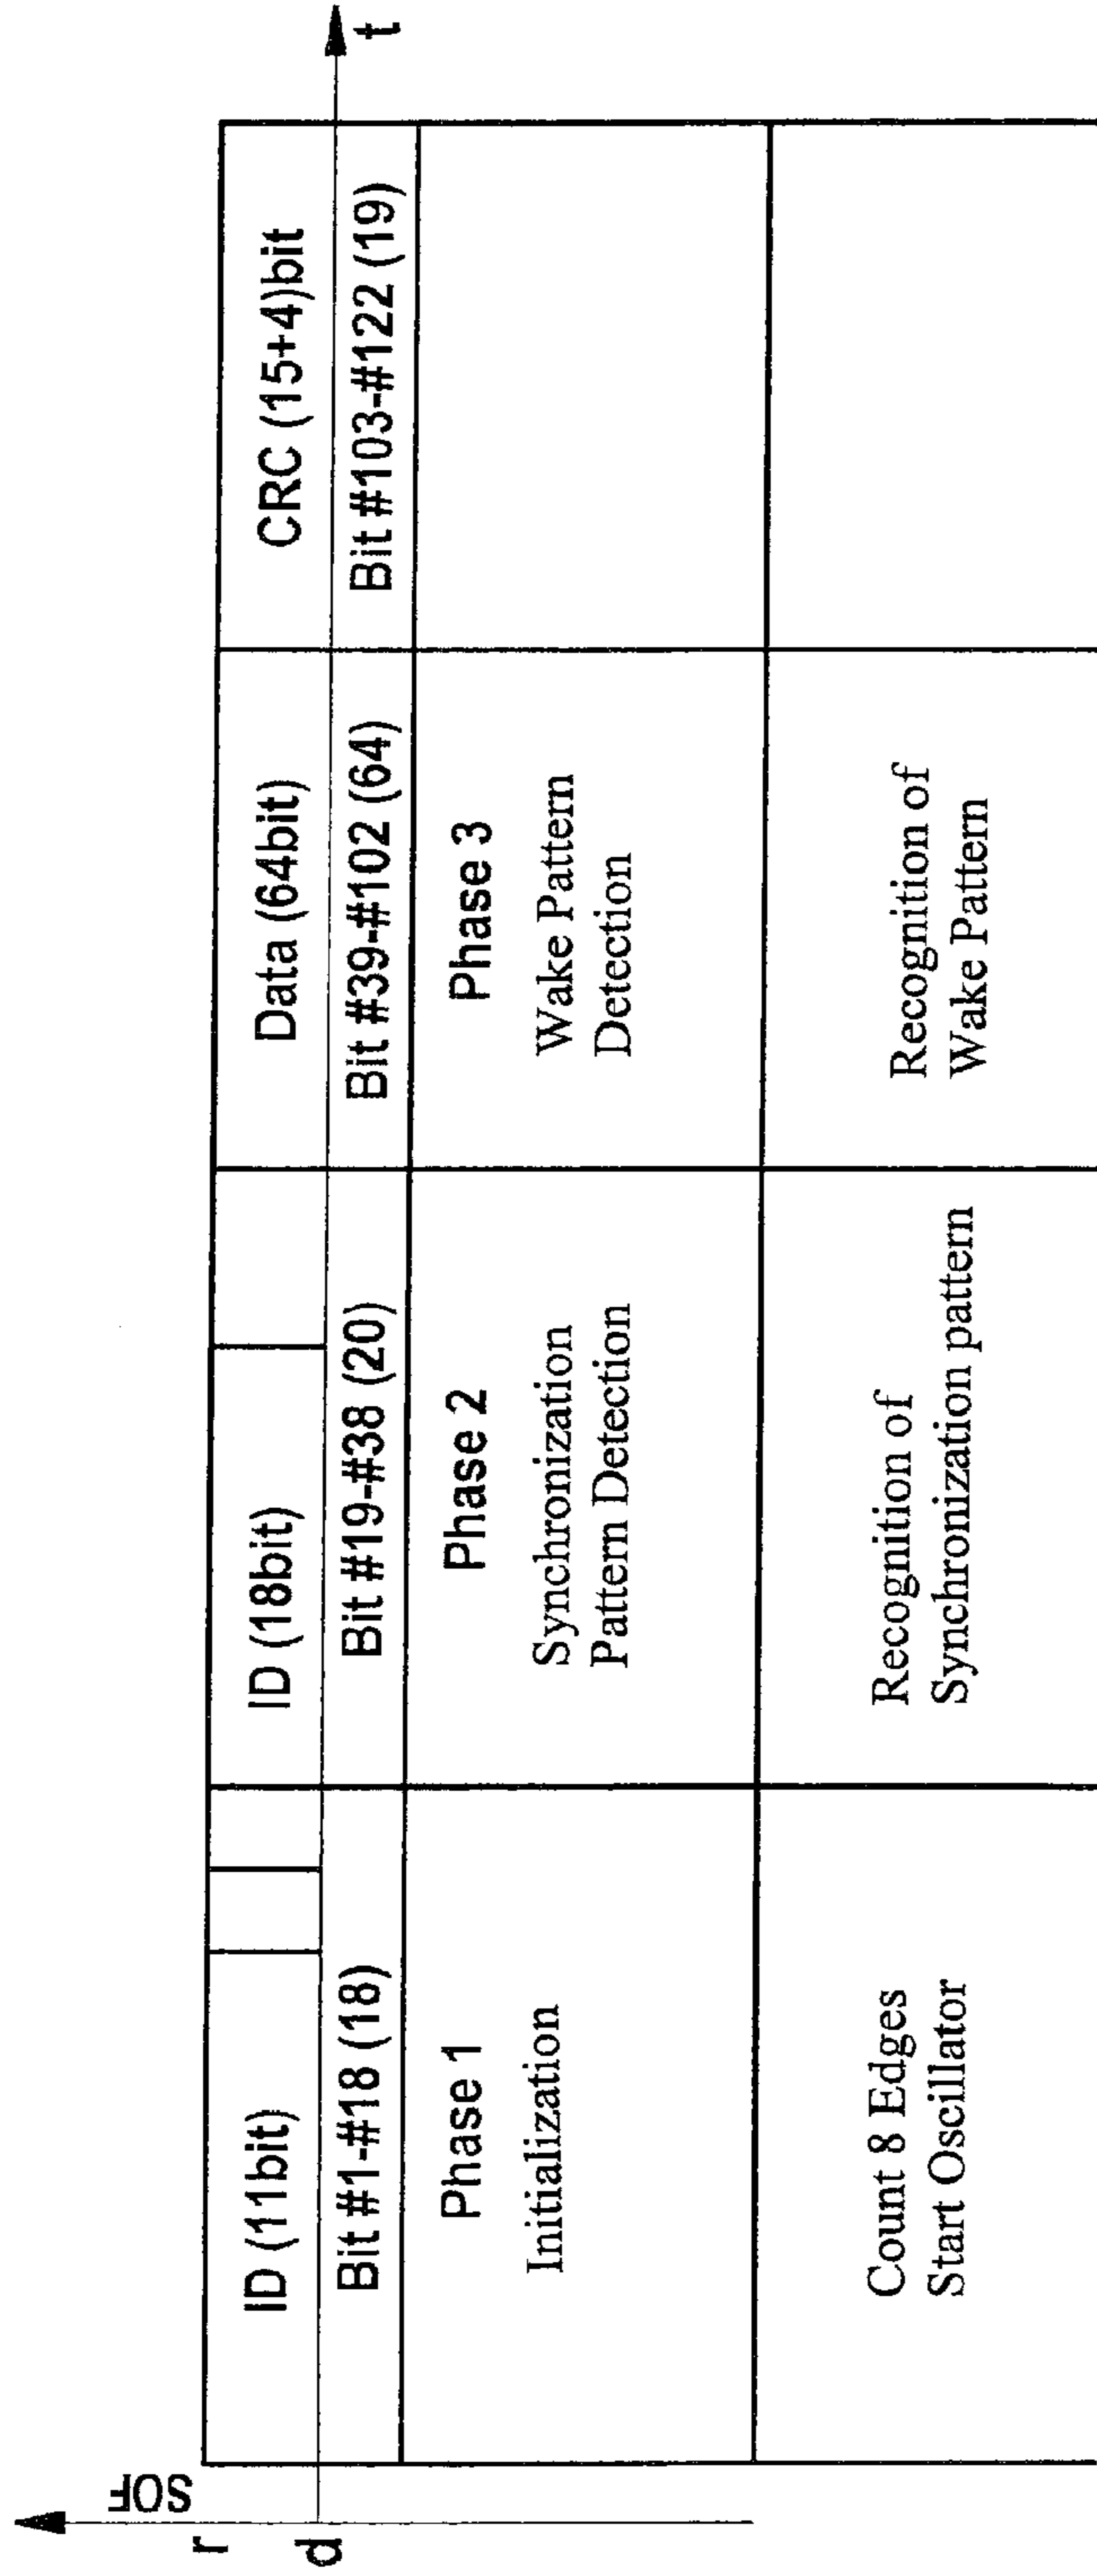 SOF
r
d
t
ID (11bit)
ID (18bit)
Data (64bit)
CRC (15+4)bit
Bit #1-#18 (18)
Bit #19-#38 (20)
Bit #39-#102 (64)
Bit #103-#122 (19)
Phase 1
Initialization
Phase 2
Synchronization
Pattern Detection
Phase 3
Wake Pattern
Detection
Count 8 Edges
Start Oscillator
Recognition of
Synchronization pattern
Recognition of
Wake Pattern